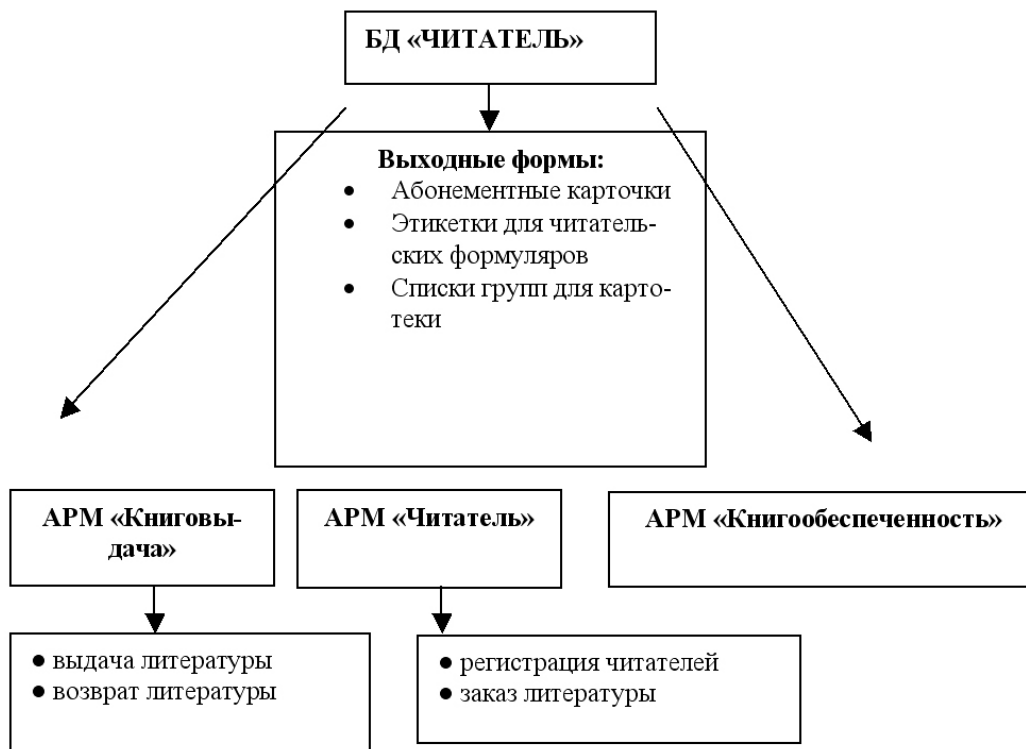 БД «ЧИТАТЕЛЬ»
Выходные формы:
● Абонементные карточки
● Этикетки для читатель-
ских формуляров
● Списки групп для карто-
теки
АРМ «Книговы-
дача»
АРМ «Читатель»
АРМ «Книгообеспеченность»
● выдача литературы
● возврат литературы
● регистрация читателей
● заказ литературы